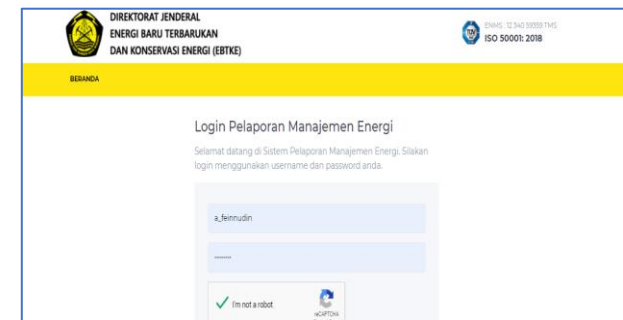 DIREKTORAT JENDERAL
ENERGI BARU TERBARUKAN
DAN KONSERVASI ENERGI (EBTKE)
ISO 50001: 2018
BERANDA
Login Pelaporan Manajemen Energi
Selamat datang di Sistem Pelaporan Manajemen Energi, Silakan
login menggunakan username dan password anda.
a_feinnudin
I'm not a robot
reCAPTCHA